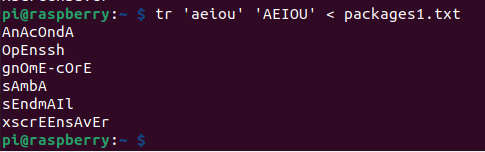 pi@raspberry:~ $ tr 'aeiou' 'AEIOU' < packages1.txt
AnAcOndA
OpEnssh
gnOmE-cOrE
sAmbA
sEndmAIl
xscrEEnsAvEr
pi@raspberry:~ $